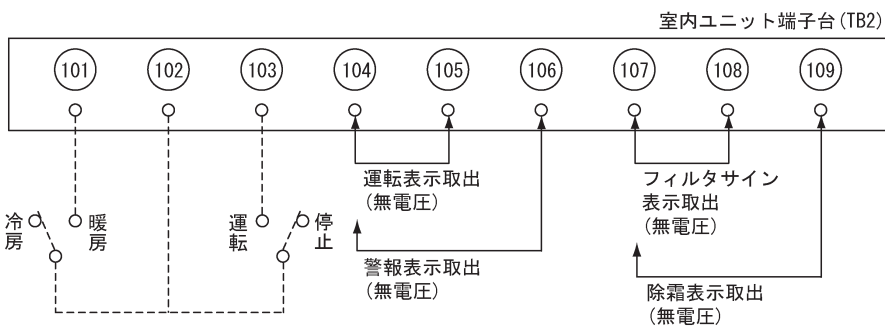 室内ユニット端子台(TB2)
101 102 103 104 105 106 107 108 109
運転表示取出
(無電圧)
フィルタサイン
表示取出
(無電圧)
冷房
暖房
運転
停止
警報表示取出
(無電圧)
除霜表示取出
(無電圧)